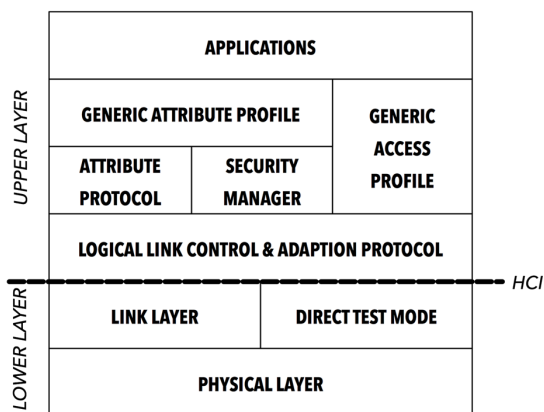 APPLICATIONS
UPPER LAYER
GENERIC ATTRIBUTE PROFILE
GENERIC
ACCESS
PROFILE
ATTRIBUTE
PROTOCOL
SECURITY
MANAGER
LOGICAL LINK CONTROL & ADAPTION PROTOCOL
HCI
LOWER LAYER
LINK LAYER
DIRECT TEST MODE
PHYSICAL LAYER